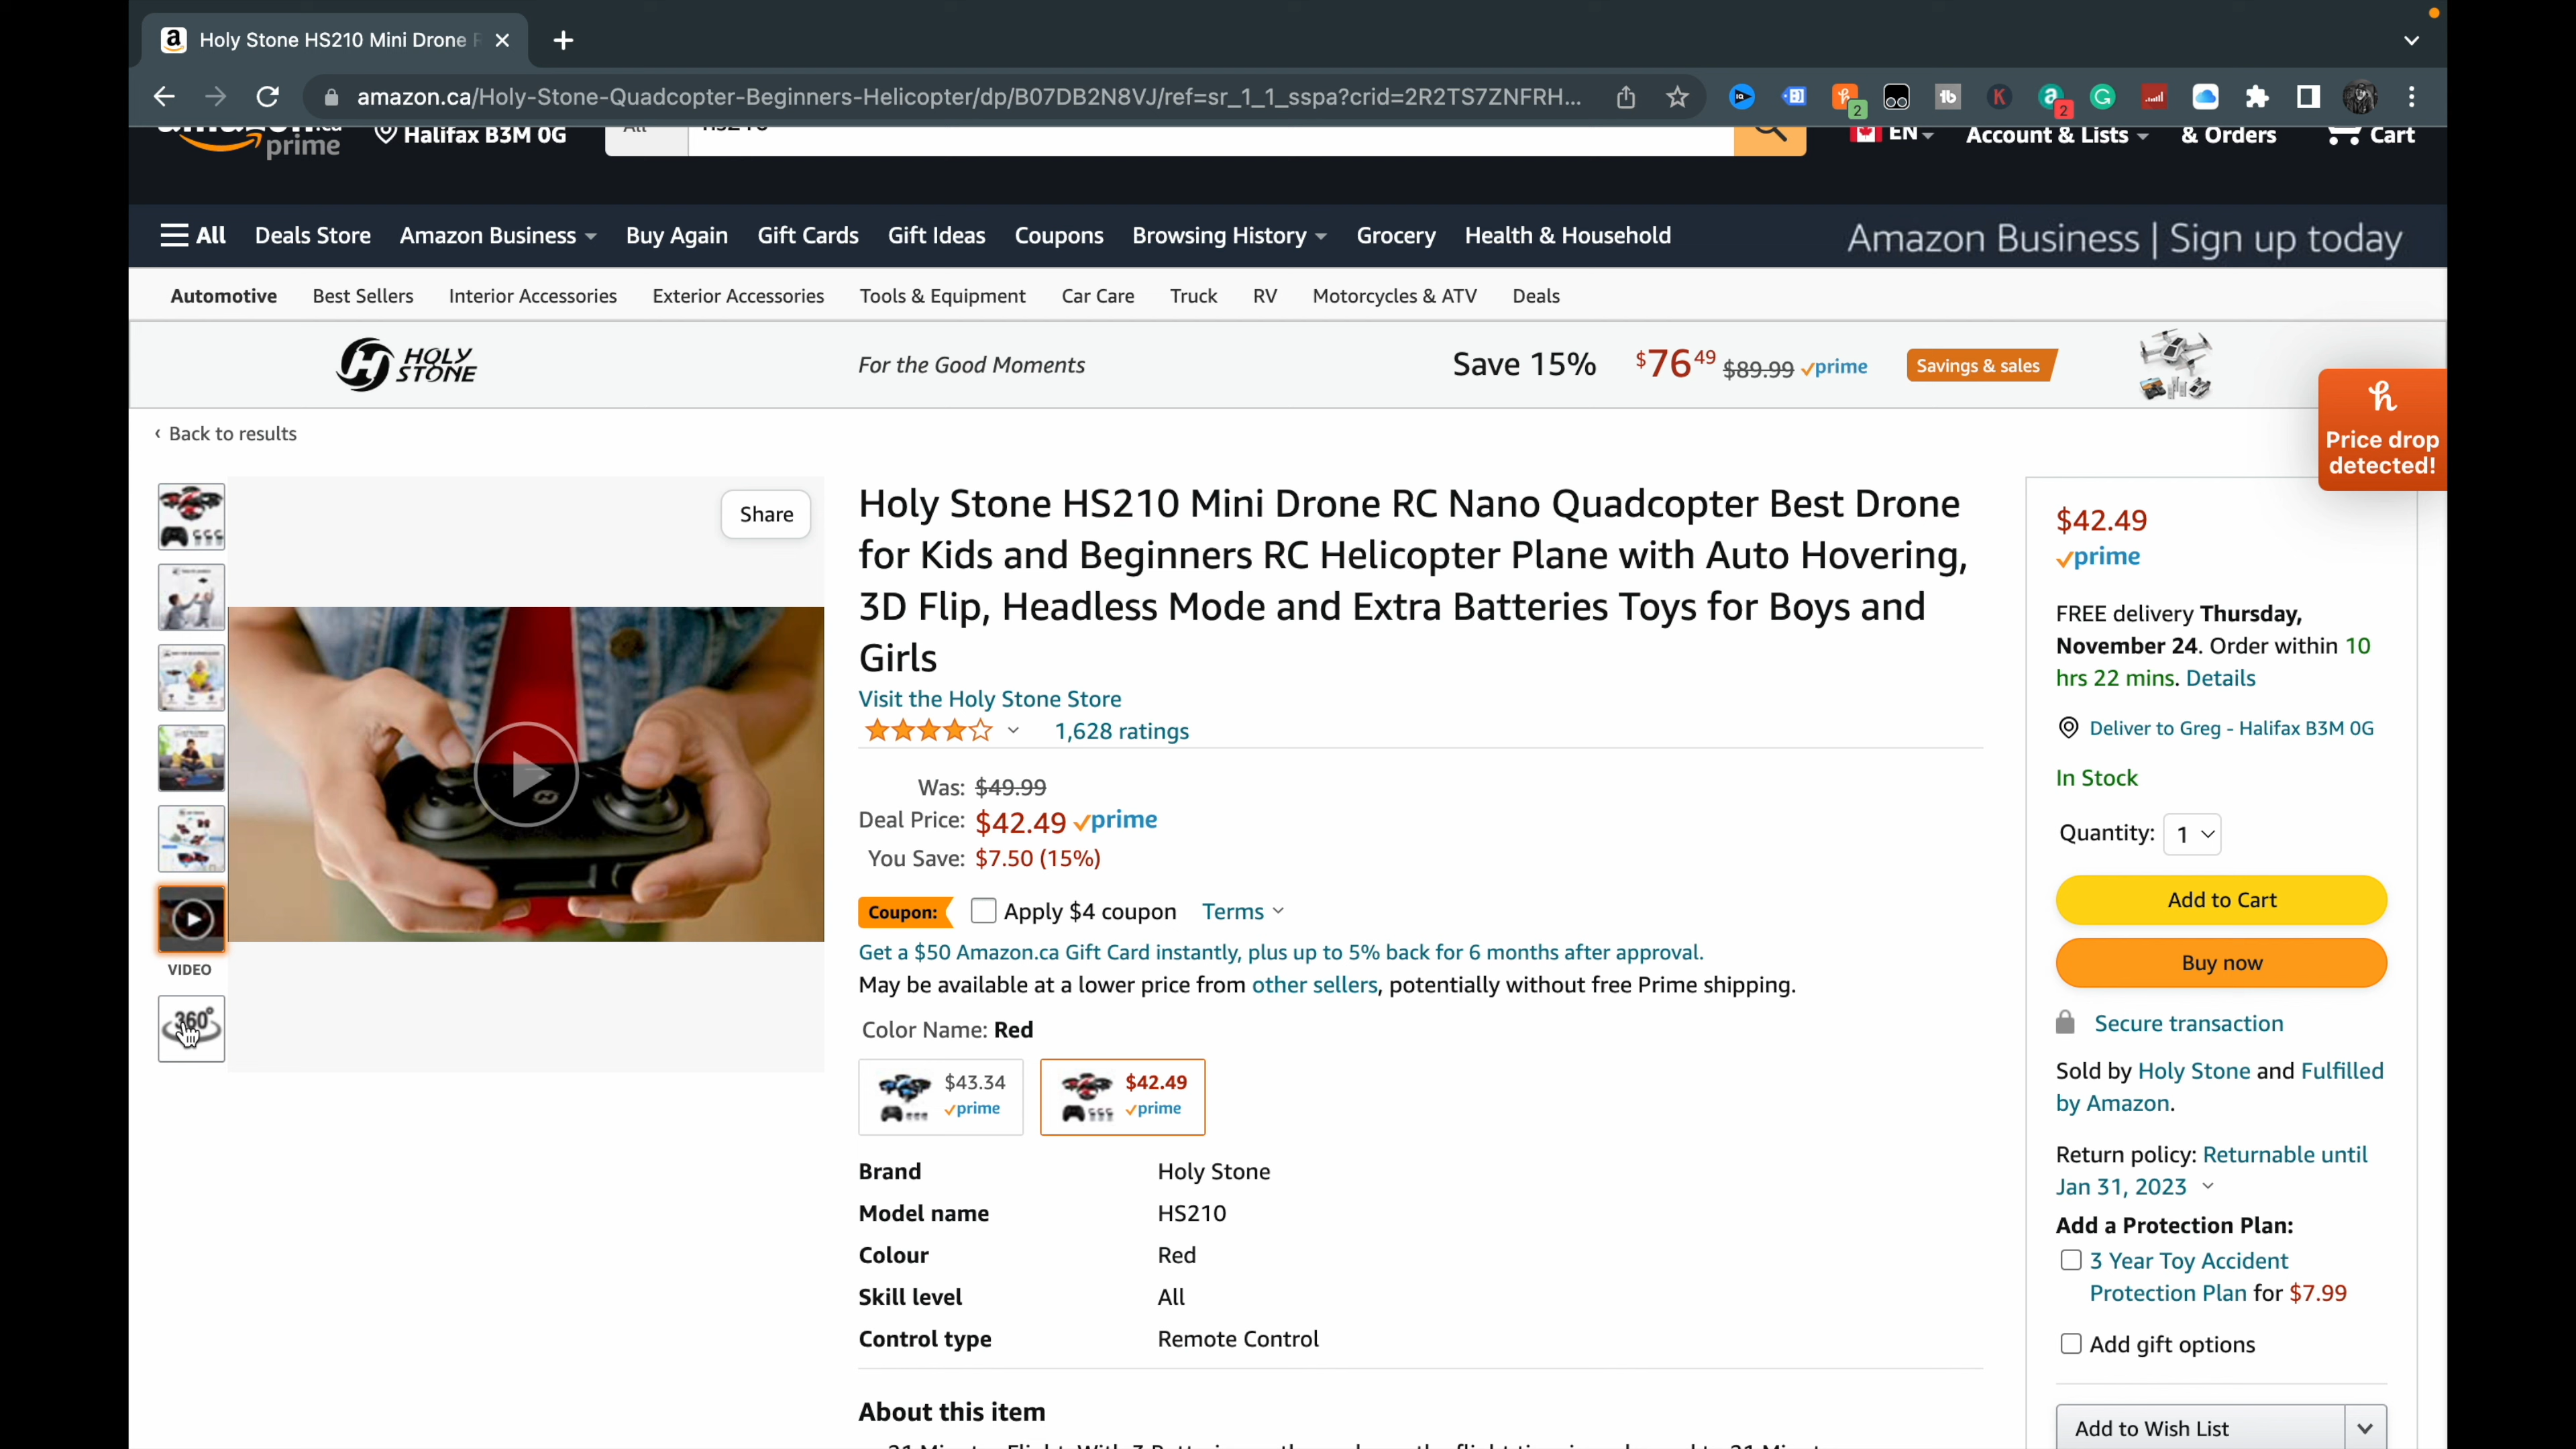 Holy Stone HS210 Mini Drone
amazon.ca/Holy-Stone-Quadcopter-Beginners-Helicopter/dp/B07DB2N8VJ/ref=sr_1_1_sspa?crid=2R2TS7ZNFRH...
2
2
prime
Halifax B3M 0G
EN
Account & Lists
& Orders
Cart
All
Deals Store
Amazon Business
Buy Again
Gift Cards
Gift Ideas
Coupons
Browsing History
Grocery
Health & Household
Amazon Business | Sign up today
Automotive
Best Sellers
Interior Accessories
Exterior Accessories
Tools & Equipment
Car Care
Truck
RV
Motorcycles & ATV
Deals
HOLY
STONE
For the Good Moments
Save 15%
$76 49 $89.99 prime
Savings & sales
Price drop
detected!
‹ Back to results
Share
VIDEO
360°
Holy Stone HS210 Mini Drone RC Nano Quadcopter Best Drone
for Kids and Beginners RC Helicopter Plane with Auto Hovering,
3D Flip, Headless Mode and Extra Batteries Toys for Boys and
Girls
Visit the Holy Stone Store
1,628 ratings
Was: $49.99
Deal Price: $42.49 prime
You Save: $7.50 (15%)
Coupon: Apply $4 coupon Terms
Get a $50 Amazon.ca Gift Card instantly, plus up to 5% back for 6 months after approval.
May be available at a lower price from other sellers, potentially without free Prime shipping.
Color Name: Red
$43.34
prime
$42.49
prime
Brand Holy Stone
Model name HS210
Colour Red
Skill level All
Control type Remote Control
About this item
$42.49
prime
FREE delivery Thursday,
November 24. Order within 10
hrs 22 mins. Details
Deliver to Greg - Halifax B3M 0G
In Stock
Quantity: 1
Add to Cart
Buy now
Secure transaction
Sold by Holy Stone and Fulfilled
by Amazon.
Return policy: Returnable until
Jan 31, 2023
Add a Protection Plan:
3 Year Toy Accident
Protection Plan for $7.99
Add gift options
Add to Wish List